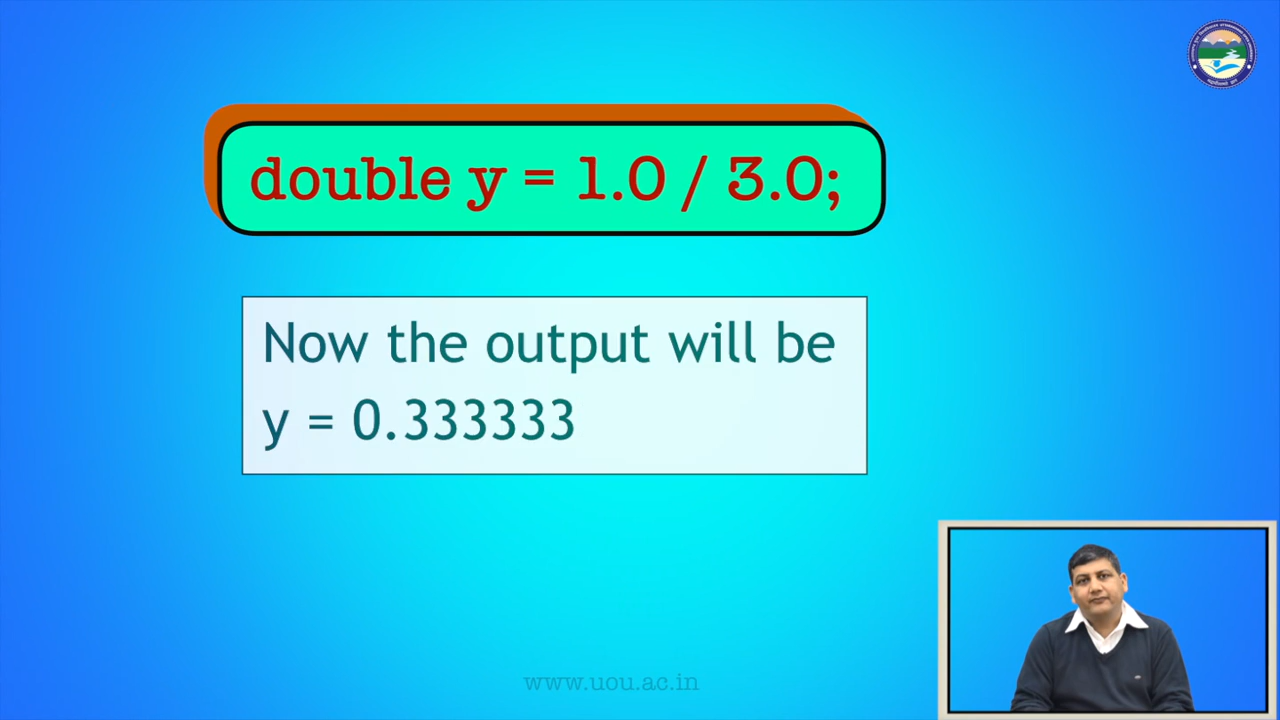 double y = 1.0 / 3.0;
Now the output will be
y = 0.333333
www.uou.ac.in